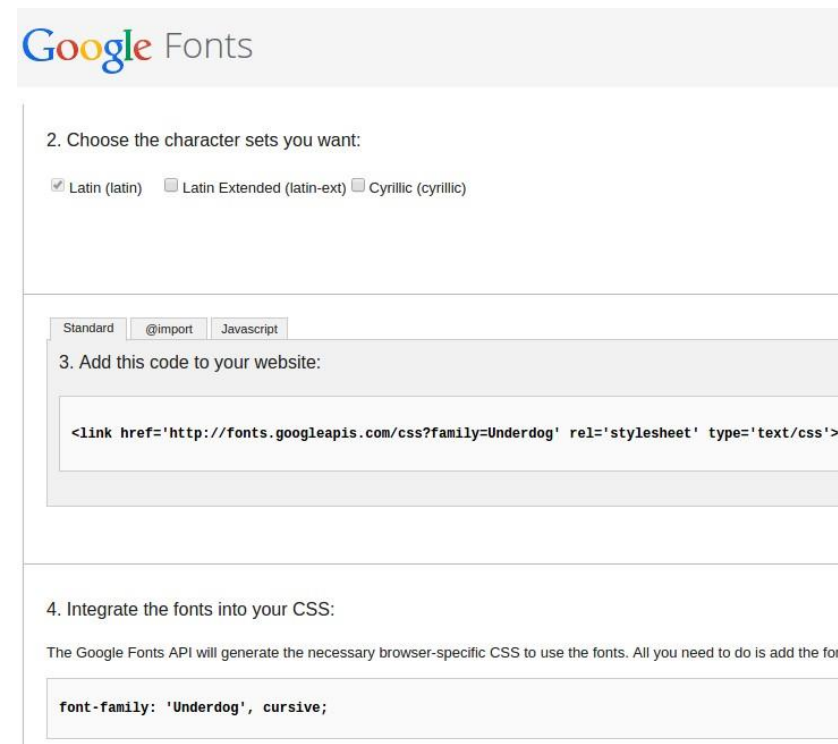 Google Fonts
2. Choose the character sets you want:
Latin (latin) Latin Extended (latin-ext) Cyrillic (cyrillic)
Standard @import Javascript
3. Add this code to your website:
<link href='http://fonts.googleapis.com/css?family=Underdog' rel='stylesheet' type='text/css'>
4. Integrate the fonts into your CSS:
The Google Fonts API will generate the necessary browser-specific CSS to use the fonts. All you need to do is add the
font-family: 'Underdog', cursive;